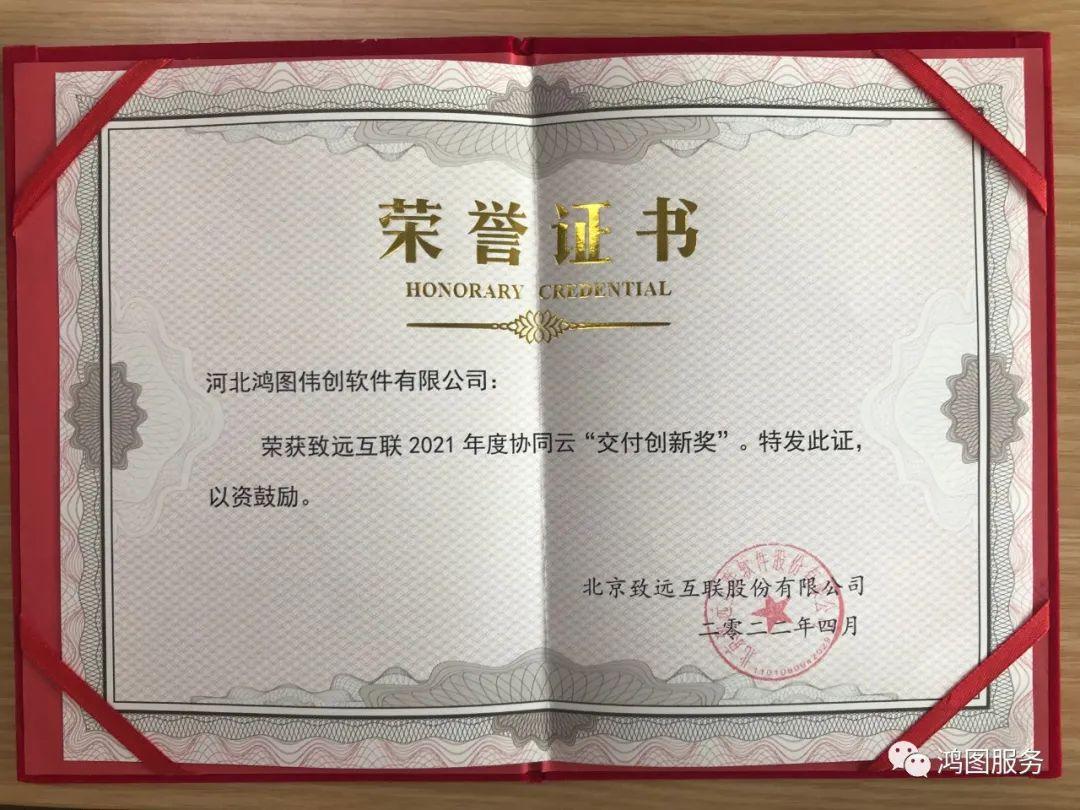 荣誉证书
HONORARY CREDENTIAL
河北鸿图伟创软件有限公司：
荣获致远互联 2021 年度协同云“交付创新奖”。特发此证，
以资鼓励。
北京致远互联股份有限公司
二零二二年四月
鸿图服务